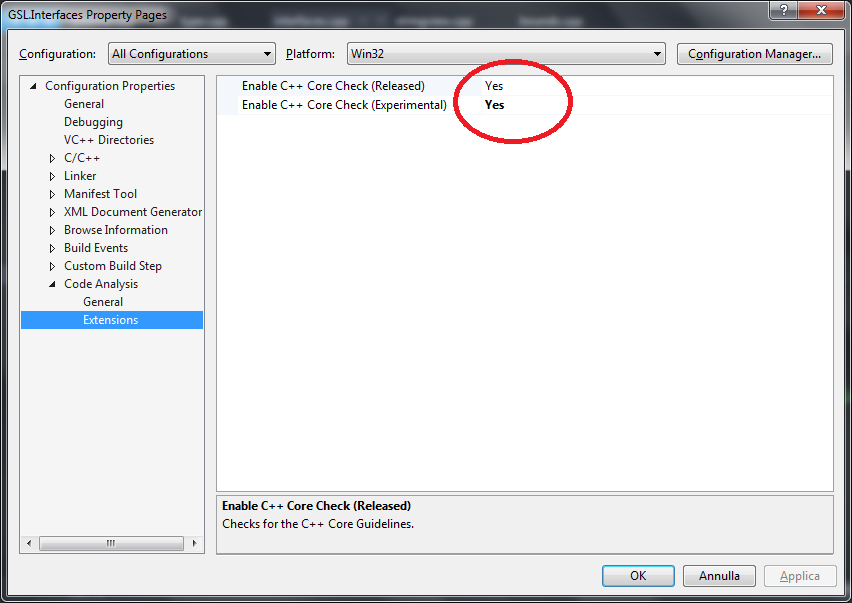 GSL.Interfaces Property Pages
Configuration:
All Configurations
Platform:
Win32
Configuration Manager...
Configuration Properties
General
Debugging
VC++ Directories
C/C++
Linker
Manifest Tool
XML Document Generator
Browse Information
Build Events
Custom Build Step
Code Analysis
General
Extensions
Enable C++ Core Check (Released) Yes
Enable C++ Core Check (Experimental) Yes
Enable C++ Core Check (Released)
Checks for the C++ Core Guidelines.
OK
Annulla
Applica